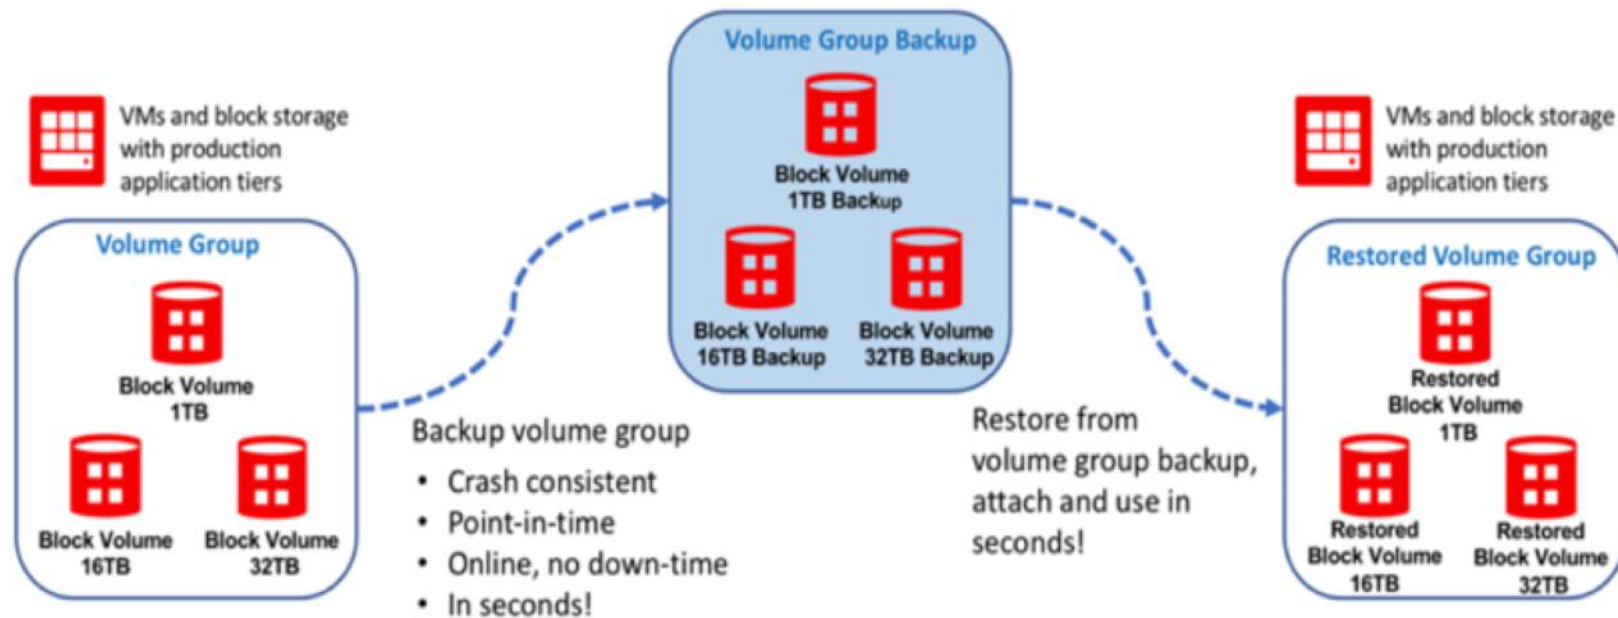 VMs and block storage
with production
application tiers
Volume Group
Block Volume
1TB
Block Volume
16TB
Block Volume
32TB
Backup volume group
• Crash consistent
• Point-in-time
• Online, no down-time
• In seconds!
Volume Group Backup
Block Volume
1TB Backup
Block Volume
16TB Backup
Block Volume
32TB Backup
Restore from
volume group backup,
attach and use in
seconds!
VMs and block storage
with production
application tiers
Restored Volume Group
Restored
Block Volume
1TB
Restored
Block Volume
16TB
Restored
Block Volume
32TB